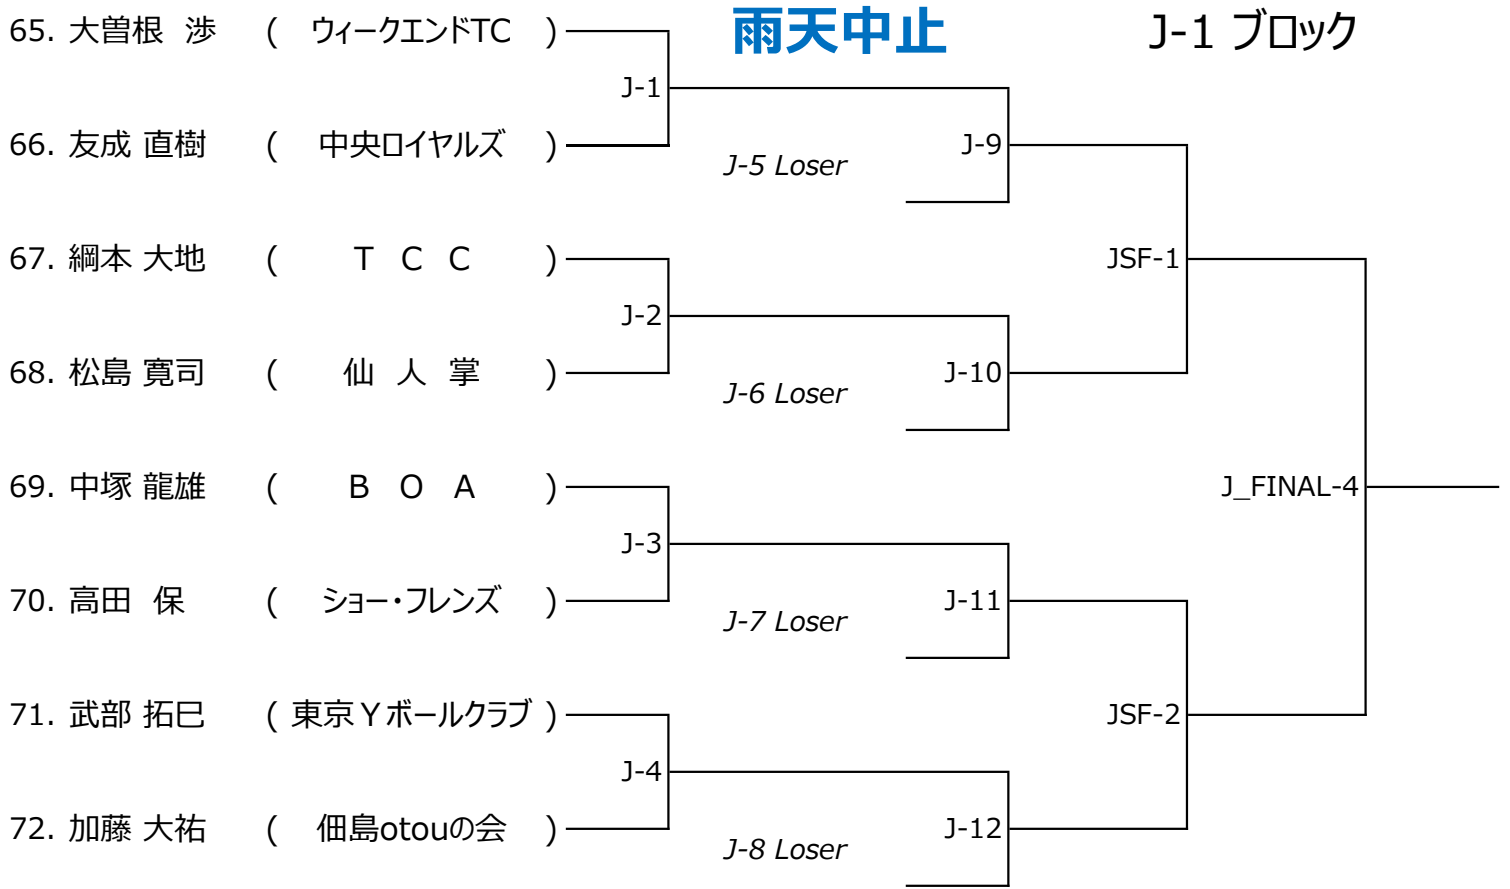 65. 大曽根 渉 ( ウィークエンドTC ) 雨天中止 J-1 ブロック
J-1
66. 友成 直樹 ( 中央ロイヤルズ ) J-9
J-5 Loser
67. 綱本 大地 ( T C C ) JSF-1
J-2
68. 松島 寛司 ( 仙 人 掌 ) J-10
J-6 Loser
69. 中塚 龍雄 ( B O A ) J_FINAL-4
J-3
70. 高田 保 ( ショー・フレンズ ) J-11
J-7 Loser
71. 武部 拓巳 ( 東京Yボールクラブ ) JSF-2
J-4
72. 加藤 大祐 ( 佃島otouの会 ) J-12
J-8 Loser